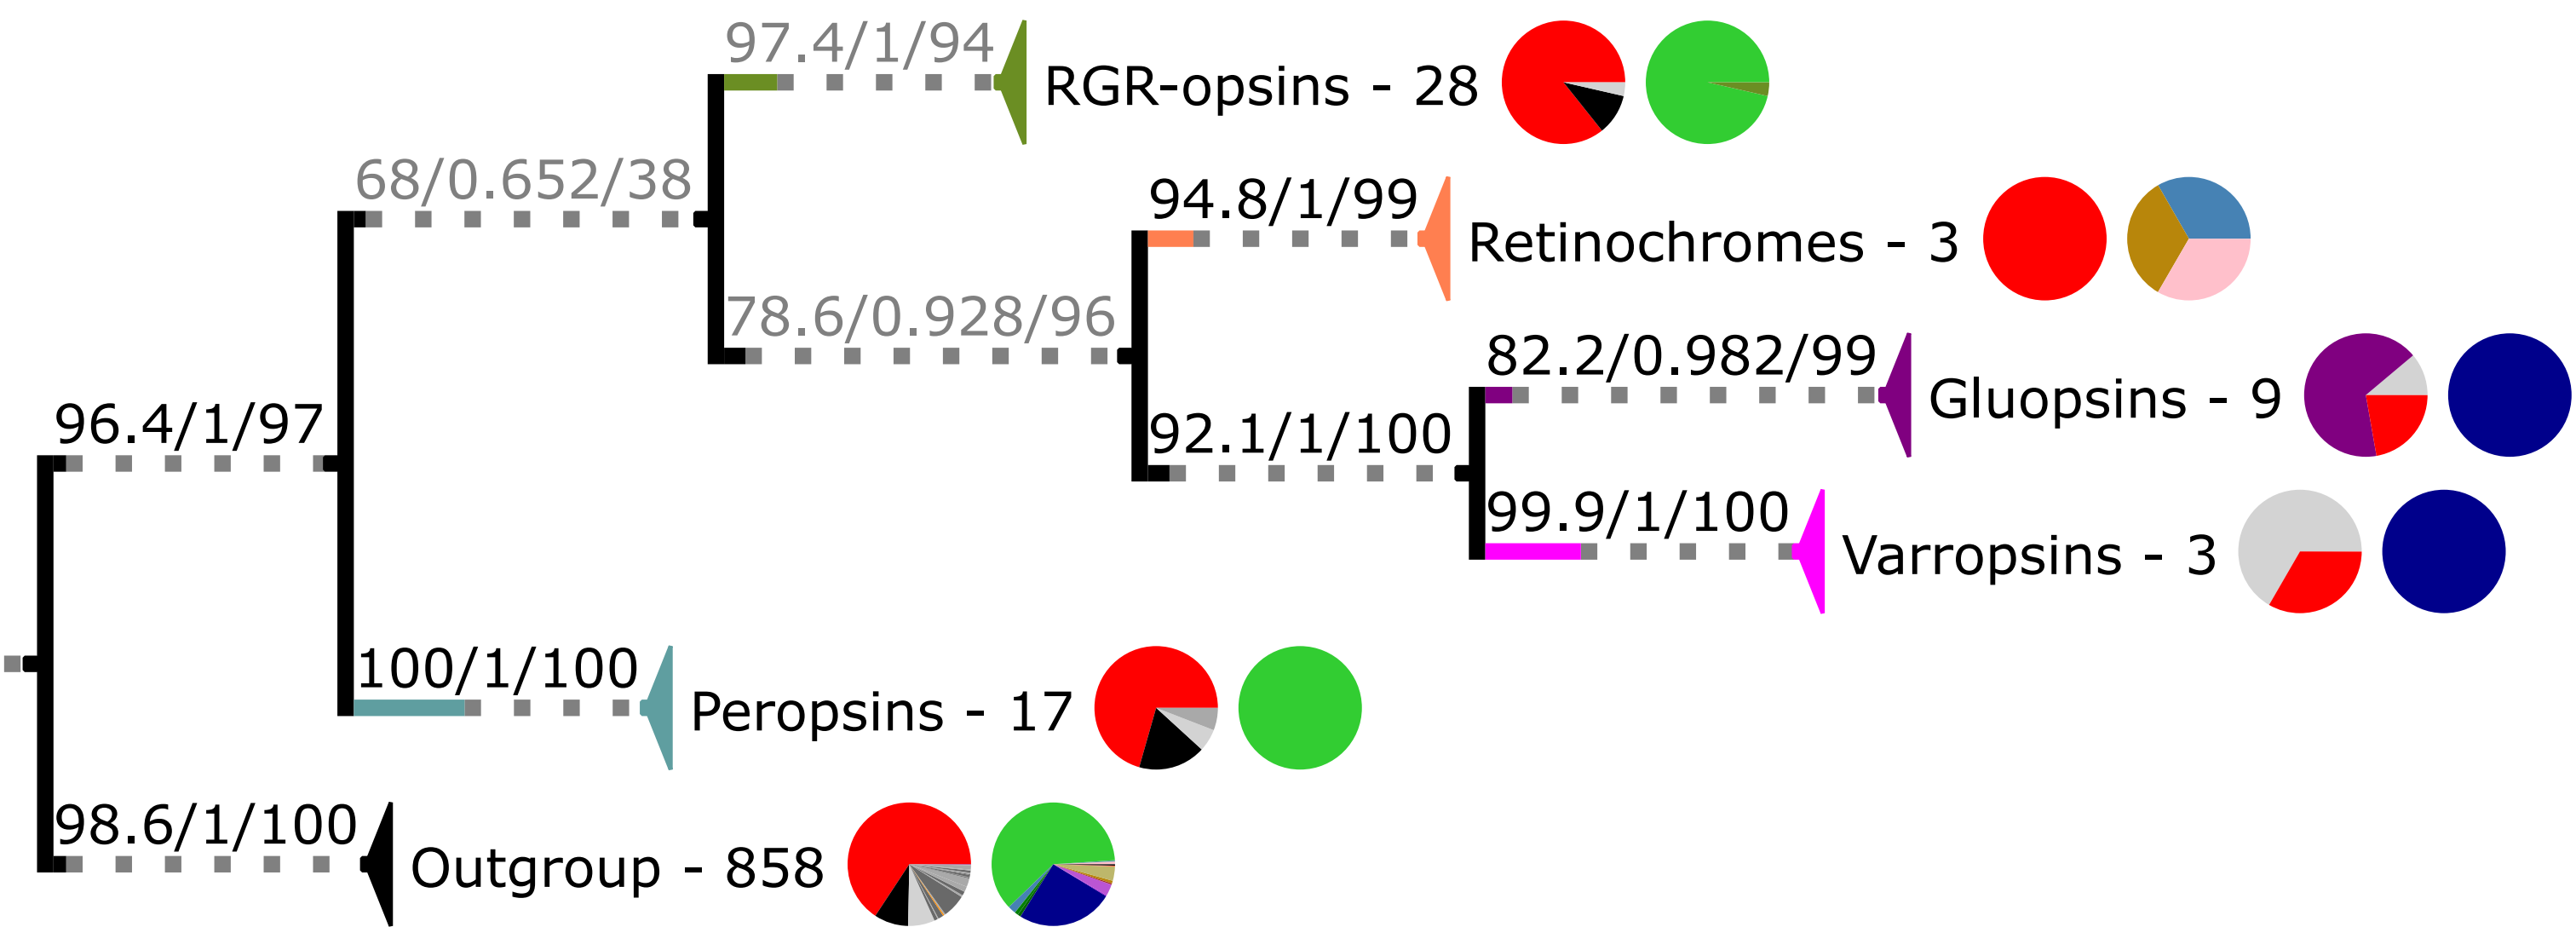 97.4/1/94
RGR-opsins - 28
68/0.652/38
94.8/1/99
Retinochromes - 3
78.6/0.928/96
82.2/0.982/99
Gluopsins - 9
96.4/1/97
92.1/1/100
99.9/1/100
Varropsins - 3
100/1/100
Peropsins - 17
98.6/1/100
Outgroup - 858